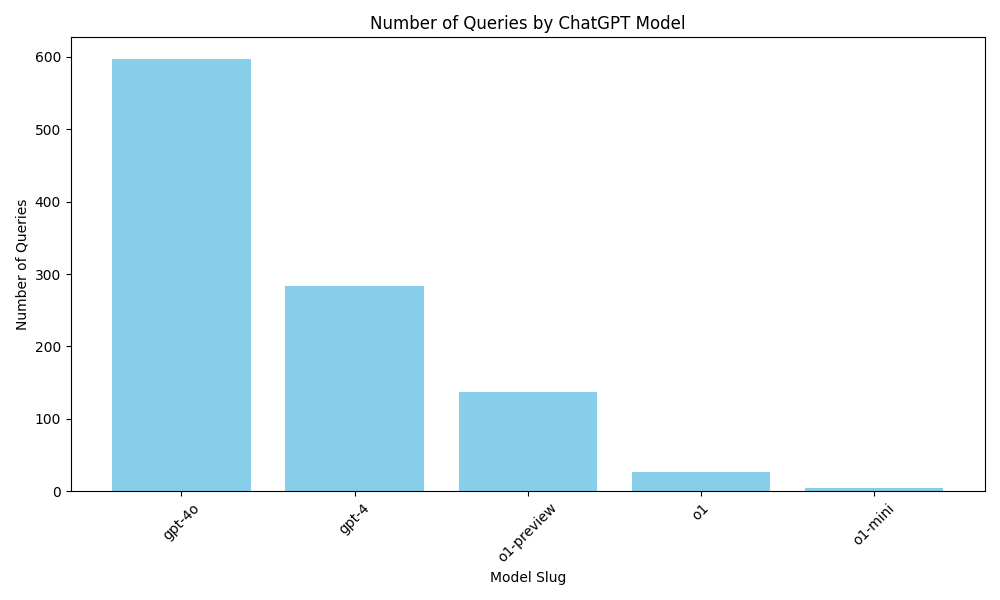 Number of Queries by ChatGPT Model
Number of Queries
600
500
400
300
200
100
0
gpt-4o
gpt-4
o1-preview
o1
o1-mini
Model Slug